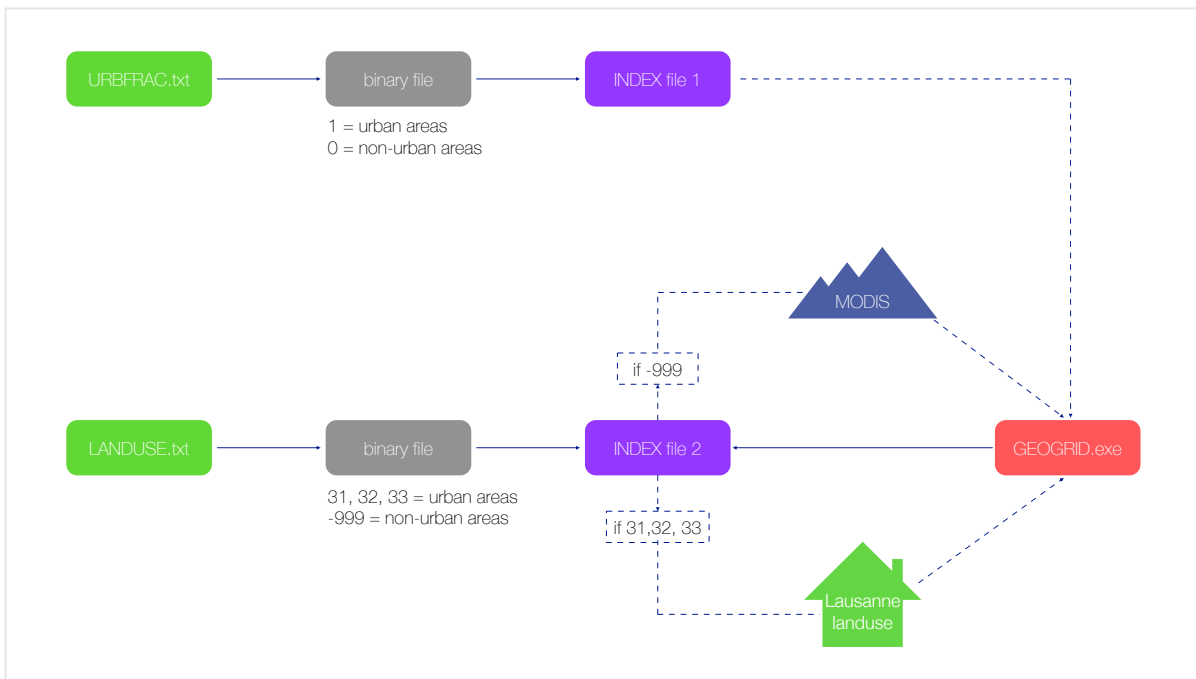 URBFRAC.txt
binary file
INDEX file 1
1 = urban areas
0 = non-urban areas
MODIS
if -999
LANDUSE.txt
binary file
INDEX file 2
GEOGRID.exe
31, 32, 33 = urban areas
-999 = non-urban areas
if 31,32, 33
Lausanne
landuse